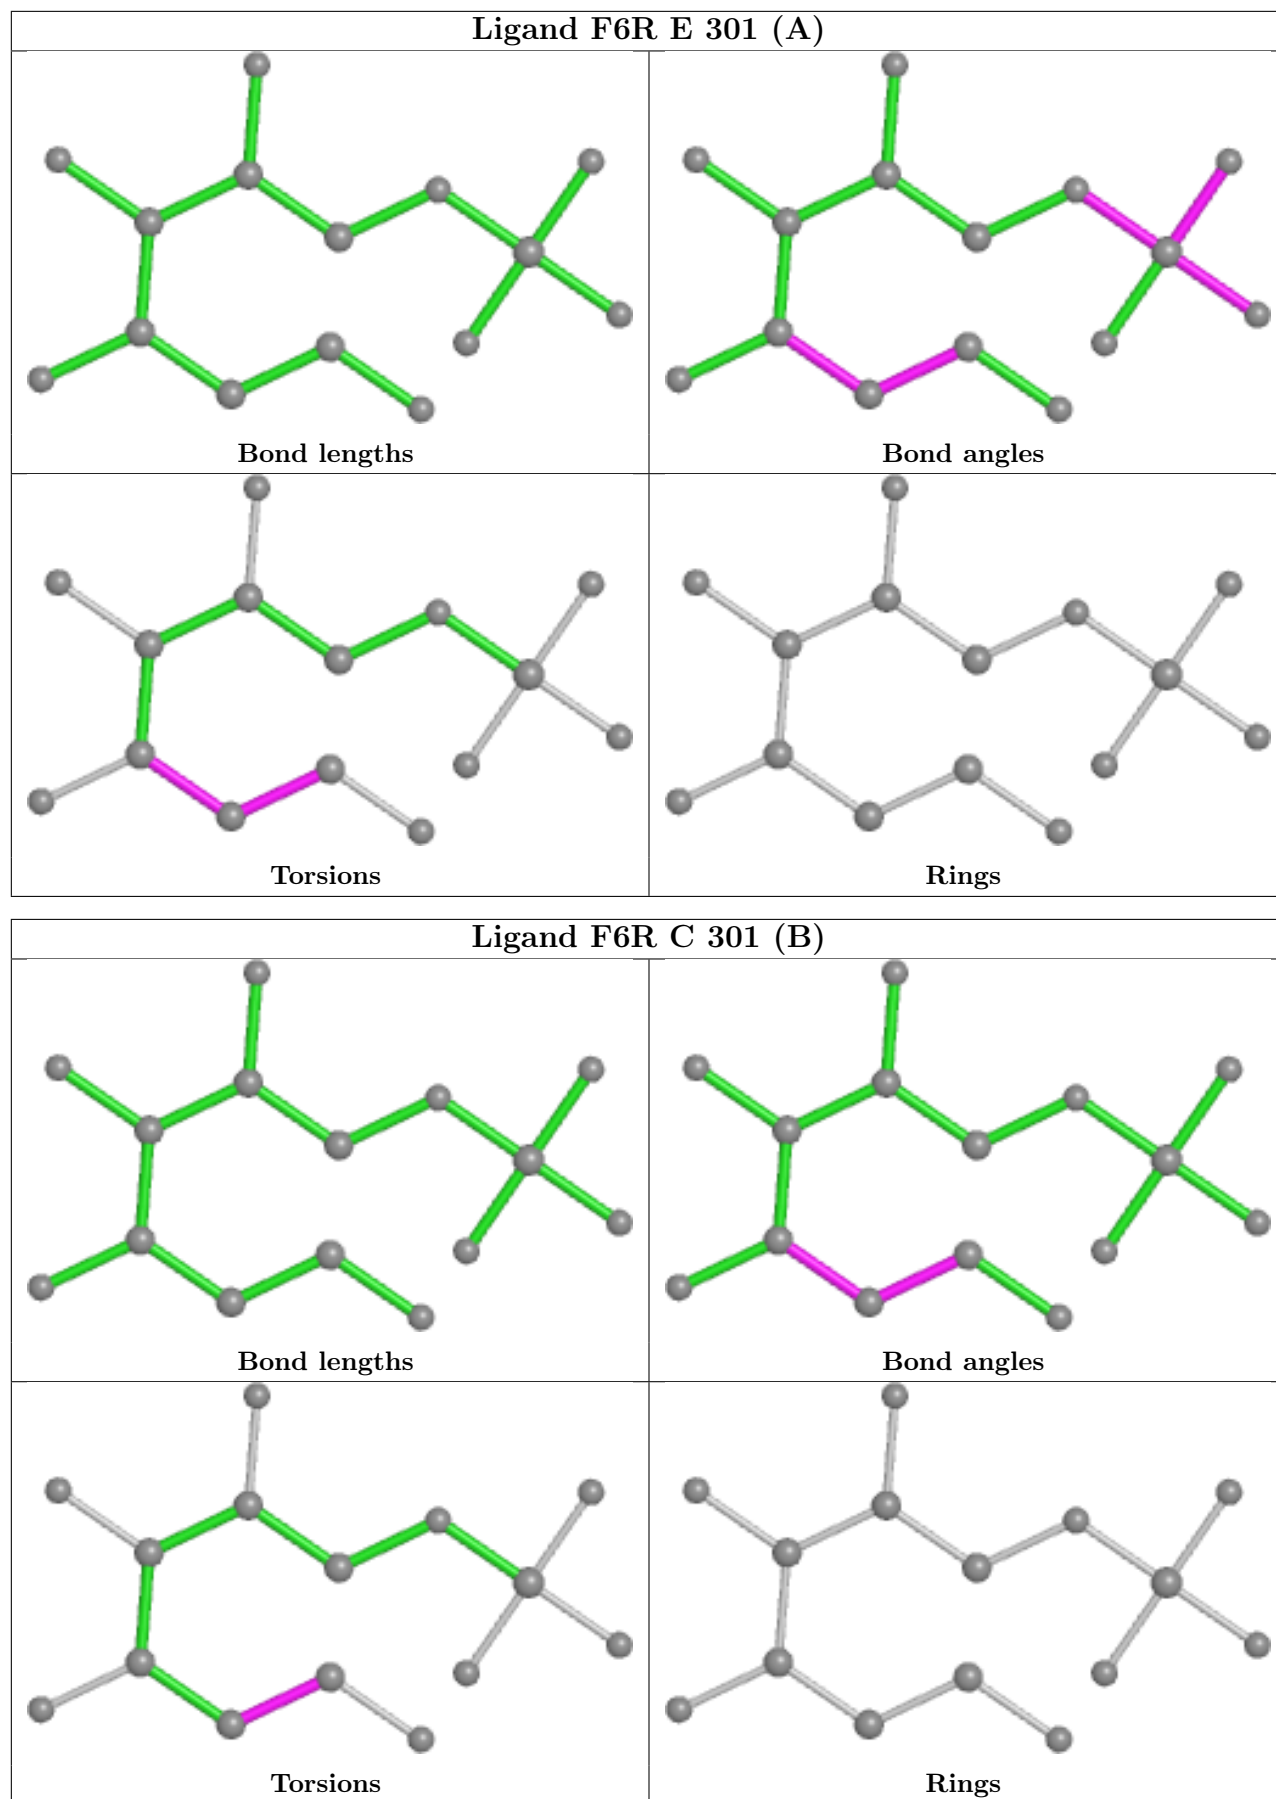 Ligand F6R E 301 (A)
Bond lengths
Bond angles
Torsions
Rings
Ligand F6R C 301 (B)
Bond lengths
Bond angles
Torsions
Rings